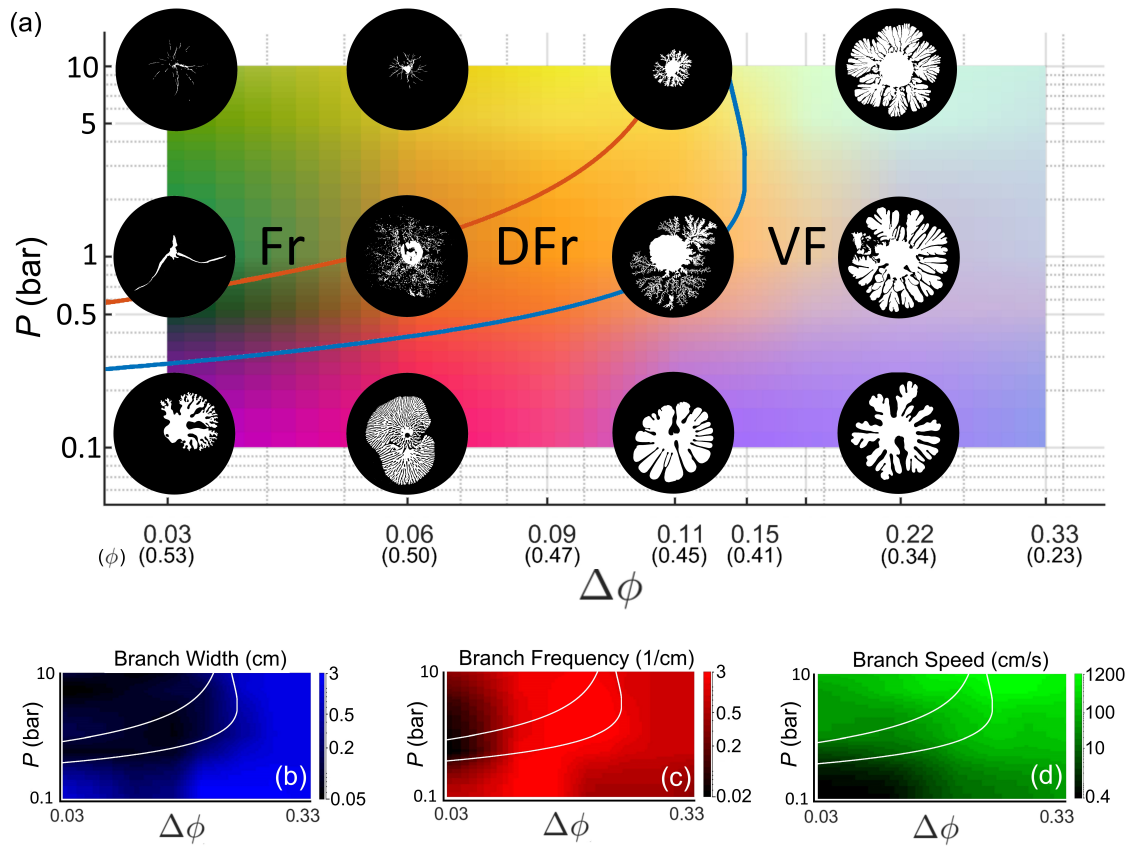 (a)
P (bar)
10
5
1
0.5
0.1
Fr
DFr
VF
0.03
0.06
0.09
0.11
0.15
0.22
0.33
(ϕ)
(0.53)
(0.50)
(0.47)
(0.45)
(0.41)
(0.34)
(0.23)
Δϕ
Branch Width (cm)
P (bar)
10
0.1
(b)
3
0.5
0.2
0.05
0.03
0.33
Δϕ
Branch Frequency (1/cm)
P (bar)
10
0.1
(c)
3
0.5
0.2
0.02
0.03
0.33
Δϕ
Branch Speed (cm/s)
P (bar)
10
0.1
(d)
1200
100
10
0.4
0.03
0.33
Δϕ